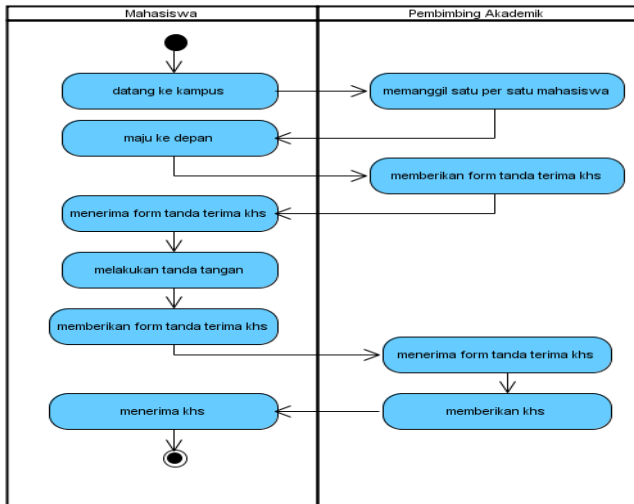 Mahasiswa
Pembimbing Akademik
datang ke kampus
memanggil satu per satu mahasiswa
maju ke depan
memberikan form tanda terima khs
menerima form tanda terima khs
melakukan tanda tangan
memberikan form tanda terima khs
menerima form tanda terima khs
memberikan khs
menerima khs